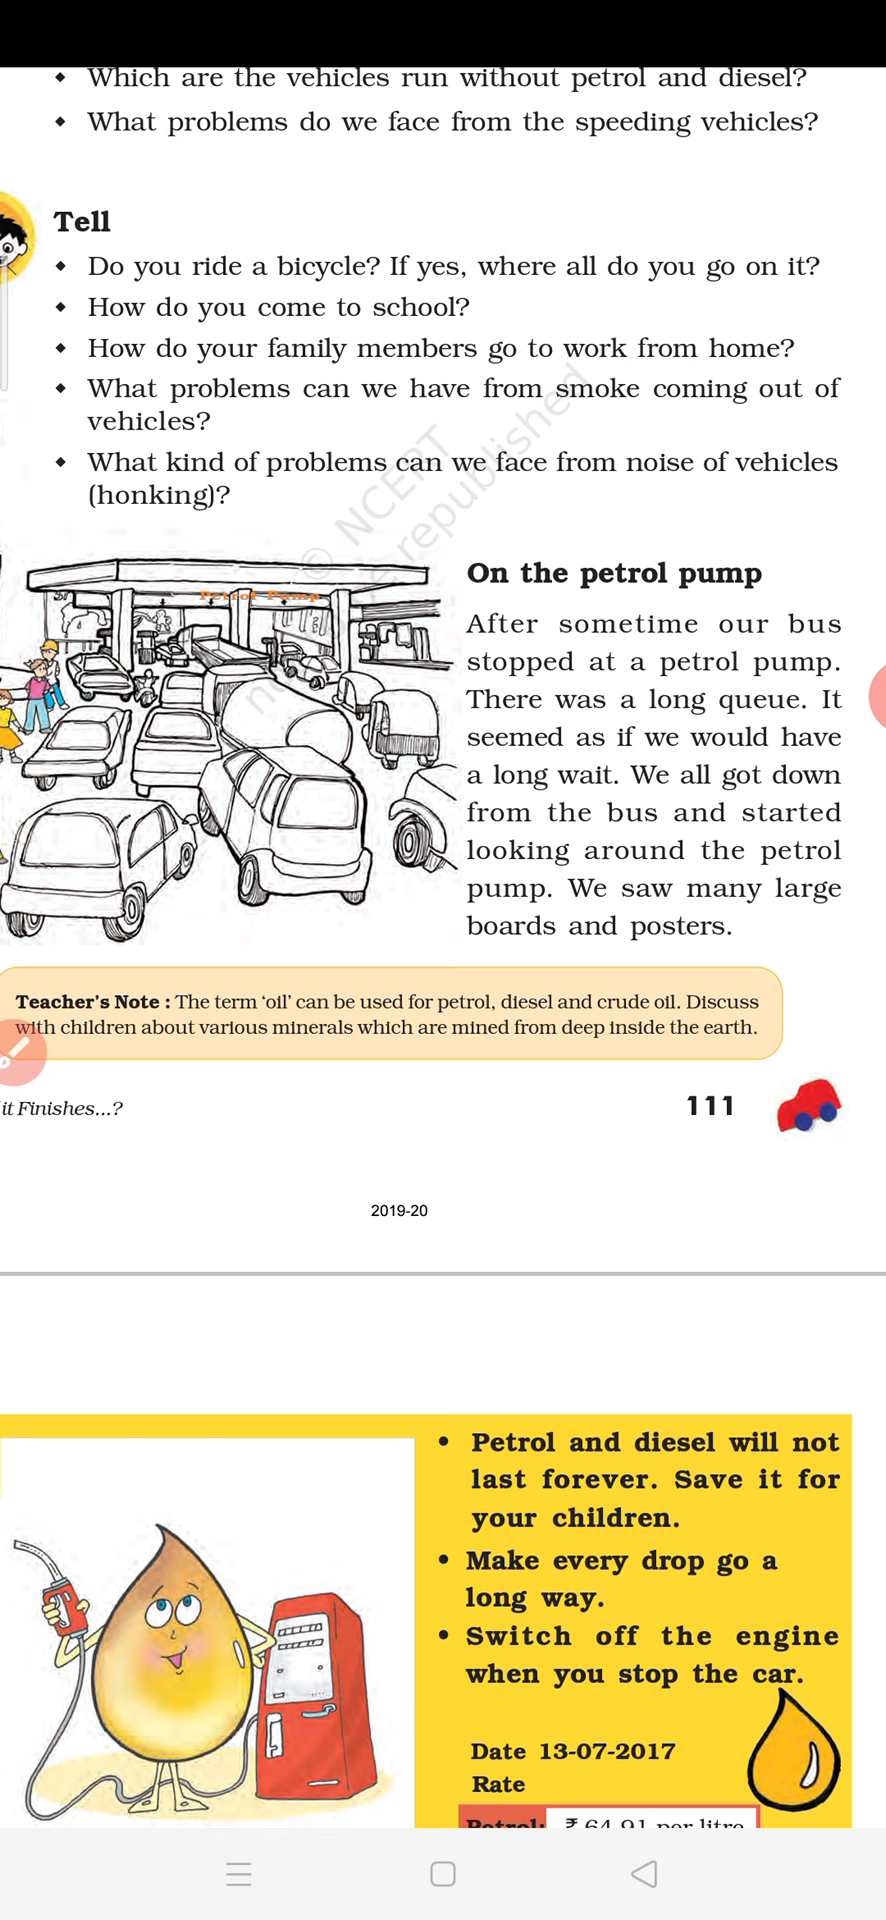 Which are the vehicles run without petrol and diesel?
What problems do we face from the speeding vehicles?
Tell
Do you ride a bicycle? If yes, where all do you go on it?
How do you come to school?
How do your family members go to work from home?
What problems can we have from smoke coming out of
vehicles?
What kind of problems can we face from noise of vehicles
(honking)?
© NCERT
republished
Petrol Pump
On the petrol pump
After sometime our bus
stopped at a petrol pump.
There was a long queue. It
seemed as if we would have
a long wait. We all got down
from the bus and started
looking around the petrol
pump. We saw many large
boards and posters.
Teacher's Note : The term 'oil' can be used for petrol, diesel and crude oil. Discuss
with children about various minerals which are mined from deep inside the earth.
it Finishes...?
111
2019-20
• Petrol and diesel will not
last forever. Save it for
your children.
• Make every drop go a
long way.
• Switch off the engine
when you stop the car.
Date 13-07-2017
Rate
Petrol: ₹ 64.91 per litre